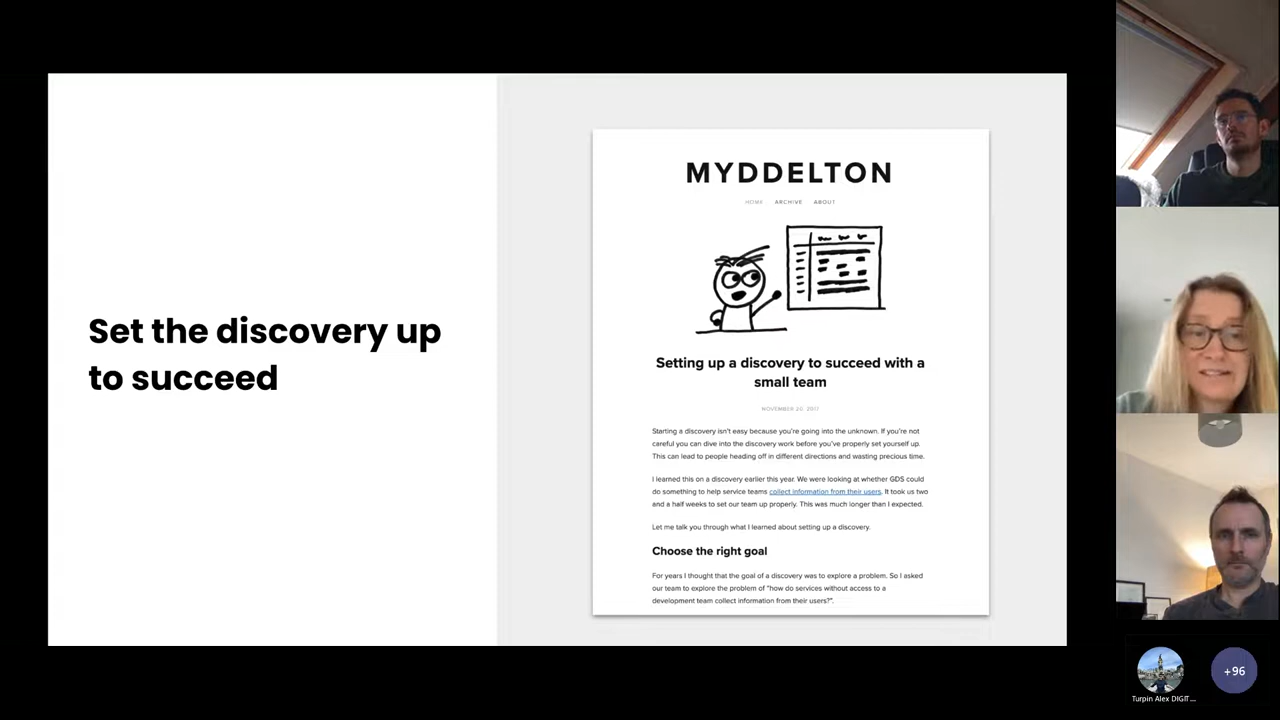 Set the discovery up
to succeed
MYDDELTON
HOME ARCHIVE ABOUT
Setting up a discovery to succeed with a
small team
NOVEMBER 20, 2017
Starting a discovery isn't easy because you're going into the unknown. If you're not
careful you can dive into the discovery work before you've properly set yourself up.
This can lead to people heading off in different directions and wasting precious time.
I learned this on a discovery earlier this year. We were looking at whether GDS could
do something to help service teams collect information from their users. It took us two
and a half weeks to set our team up properly. This was much longer than I expected.
Let me talk you through what I learned about setting up a discovery.
Choose the right goal
For years I thought that the goal of a discovery was to explore a problem. So I asked
our team to explore the problem of "how do services without access to a
development team collect information from their users?".
Turpin Alex DIGIT...
+96